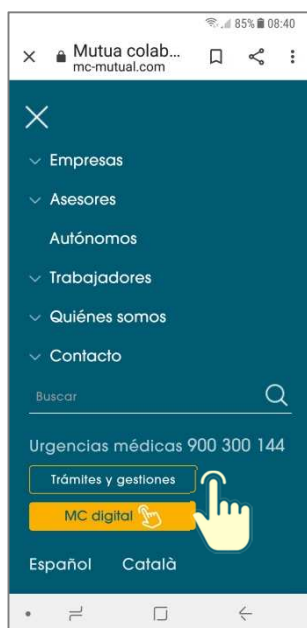 85% 08:40
Mutua colab...
mc-mutual.com
Empresas
Asesores
Autónomos
Trabajadores
Quiénes somos
Contacto
Buscar
Urgencias médicas 900 300 144
Trámites y gestiones
MC digital
Español Català